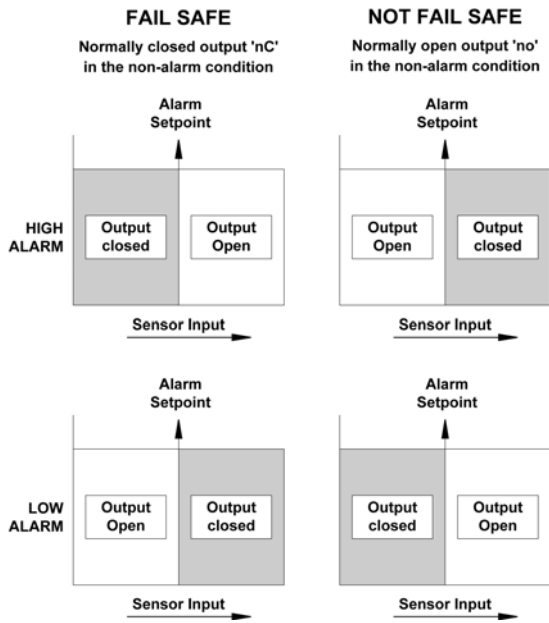 FAIL SAFE
Normally closed output 'nC'
in the non-alarm condition
NOT FAIL SAFE
Normally open output 'no'
in the non-alarm condition
Alarm
Setpoint
Alarm
Setpoint
HIGH
ALARM
Output
closed
Output
Open
Output
Open
Output
closed
Sensor Input
Sensor Input
Alarm
Setpoint
Alarm
Setpoint
LOW
ALARM
Output
Open
Output
closed
Output
closed
Output
Open
Sensor Input
Sensor Input